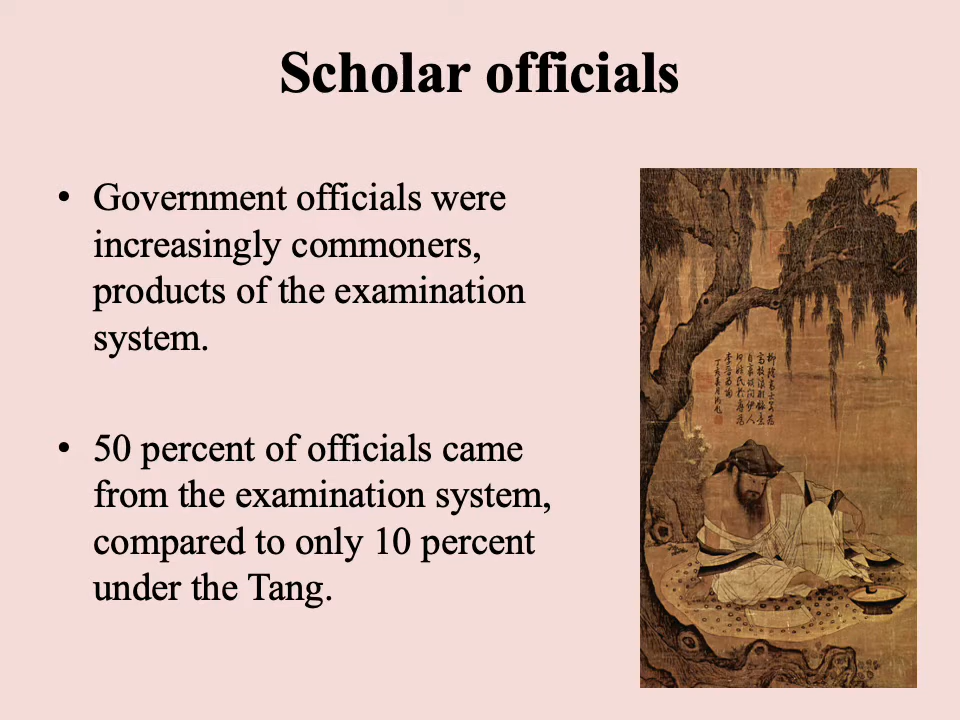 Scholar officials
• Government officials were
increasingly commoners,
products of the examination
system.
• 50 percent of officials came
from the examination system,
compared to only 10 percent
under the Tang.